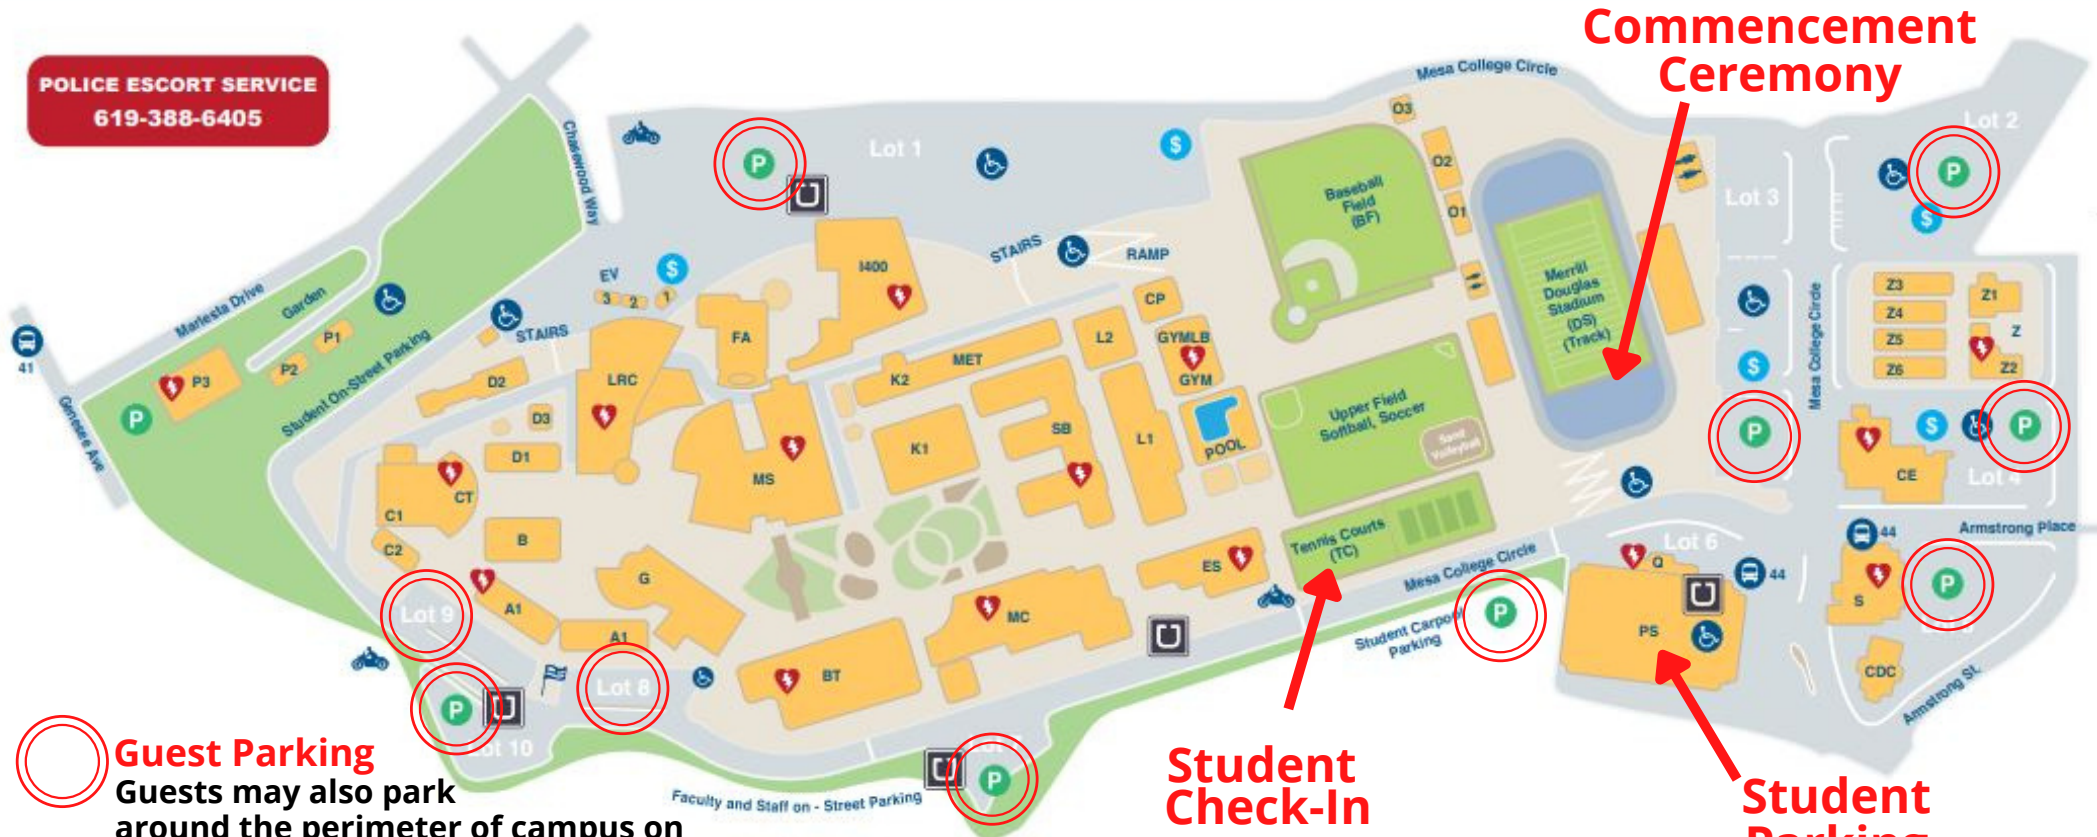 Commencement
Ceremony
POLICE ESCORT SERVICE
619-388-6405
Mesa College Circle
Lot 1
Lot 2
Lot 3
Chasewood Way
O3
O2
O1
Baseball
Field
(BF)
Merrill
Douglas
Stadium
(DS)
(Track)
P
P
$
$
I400
STAIRS
RAMP
EV
3 2 1
$
Marlesta Drive
Garden
STAIRS
Student On-Street Parking
P1
P2
P3
P
41
Genesee Ave
FA
CP
L2
GYMLB
GYM
MET
K2
LRC
D2
D3
D1
K1
SB
L1
POOL
MS
CT
C1
C2
B
G
Upper Field
Softball, Soccer
Sand
Volleyball
Tennis Courts
(TC)
Mesa College Circle
Z3
Z4
Z5
Z6
Z1
Z
Z2
$
P
$
P
CE
Lot 4
Armstrong Place
44
Lot 6
Q
44
S
P
PS
CDC
Armstrong St.
ES
Mesa College Circle
Student Carpool
Parking
P
MC
BT
A1
A1
Lot 9
Lot 8
P
Lot 10
P
Faculty and Staff on - Street Parking
Guest Parking
Guests may also park
around the perimeter of campus on
Student
Check-In
Student
Parking